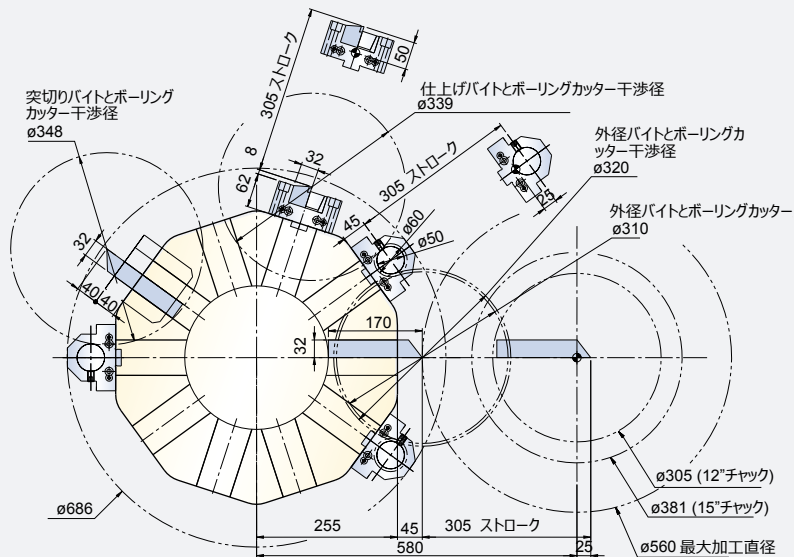 305 ストローク
50
突切りバイトとボーリング
カッター干渉径
ø348
仕上げバイトとボーリングカッター干渉径
ø339
8
62
32
305 ストローク
外径バイトとボーリングカ
ッター干渉径
ø320
25
外径バイトとボーリングカッター
ø310
45
ø60
ø50
32
40
40
170
32
ø305 (12”チャック)
ø381 (15”チャック)
ø686
255
45
305 ストローク
580
25
ø560 最大加工直径